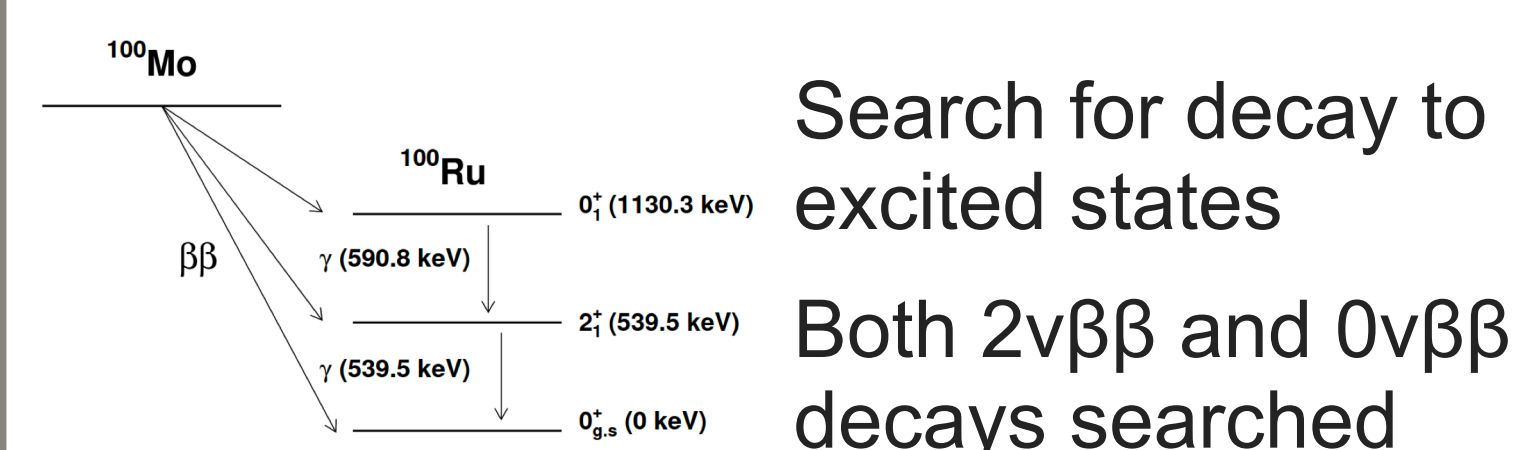 ¹⁰⁰Mo
¹⁰⁰Ru
0₁⁺ (1130.3 keV)
ββ
γ (590.8 keV)
2₁⁺ (539.5 keV)
γ (539.5 keV)
0⁺g.s (0 keV)
Search for decay to
excited states
Both 2vββ and 0vββ
decays searched